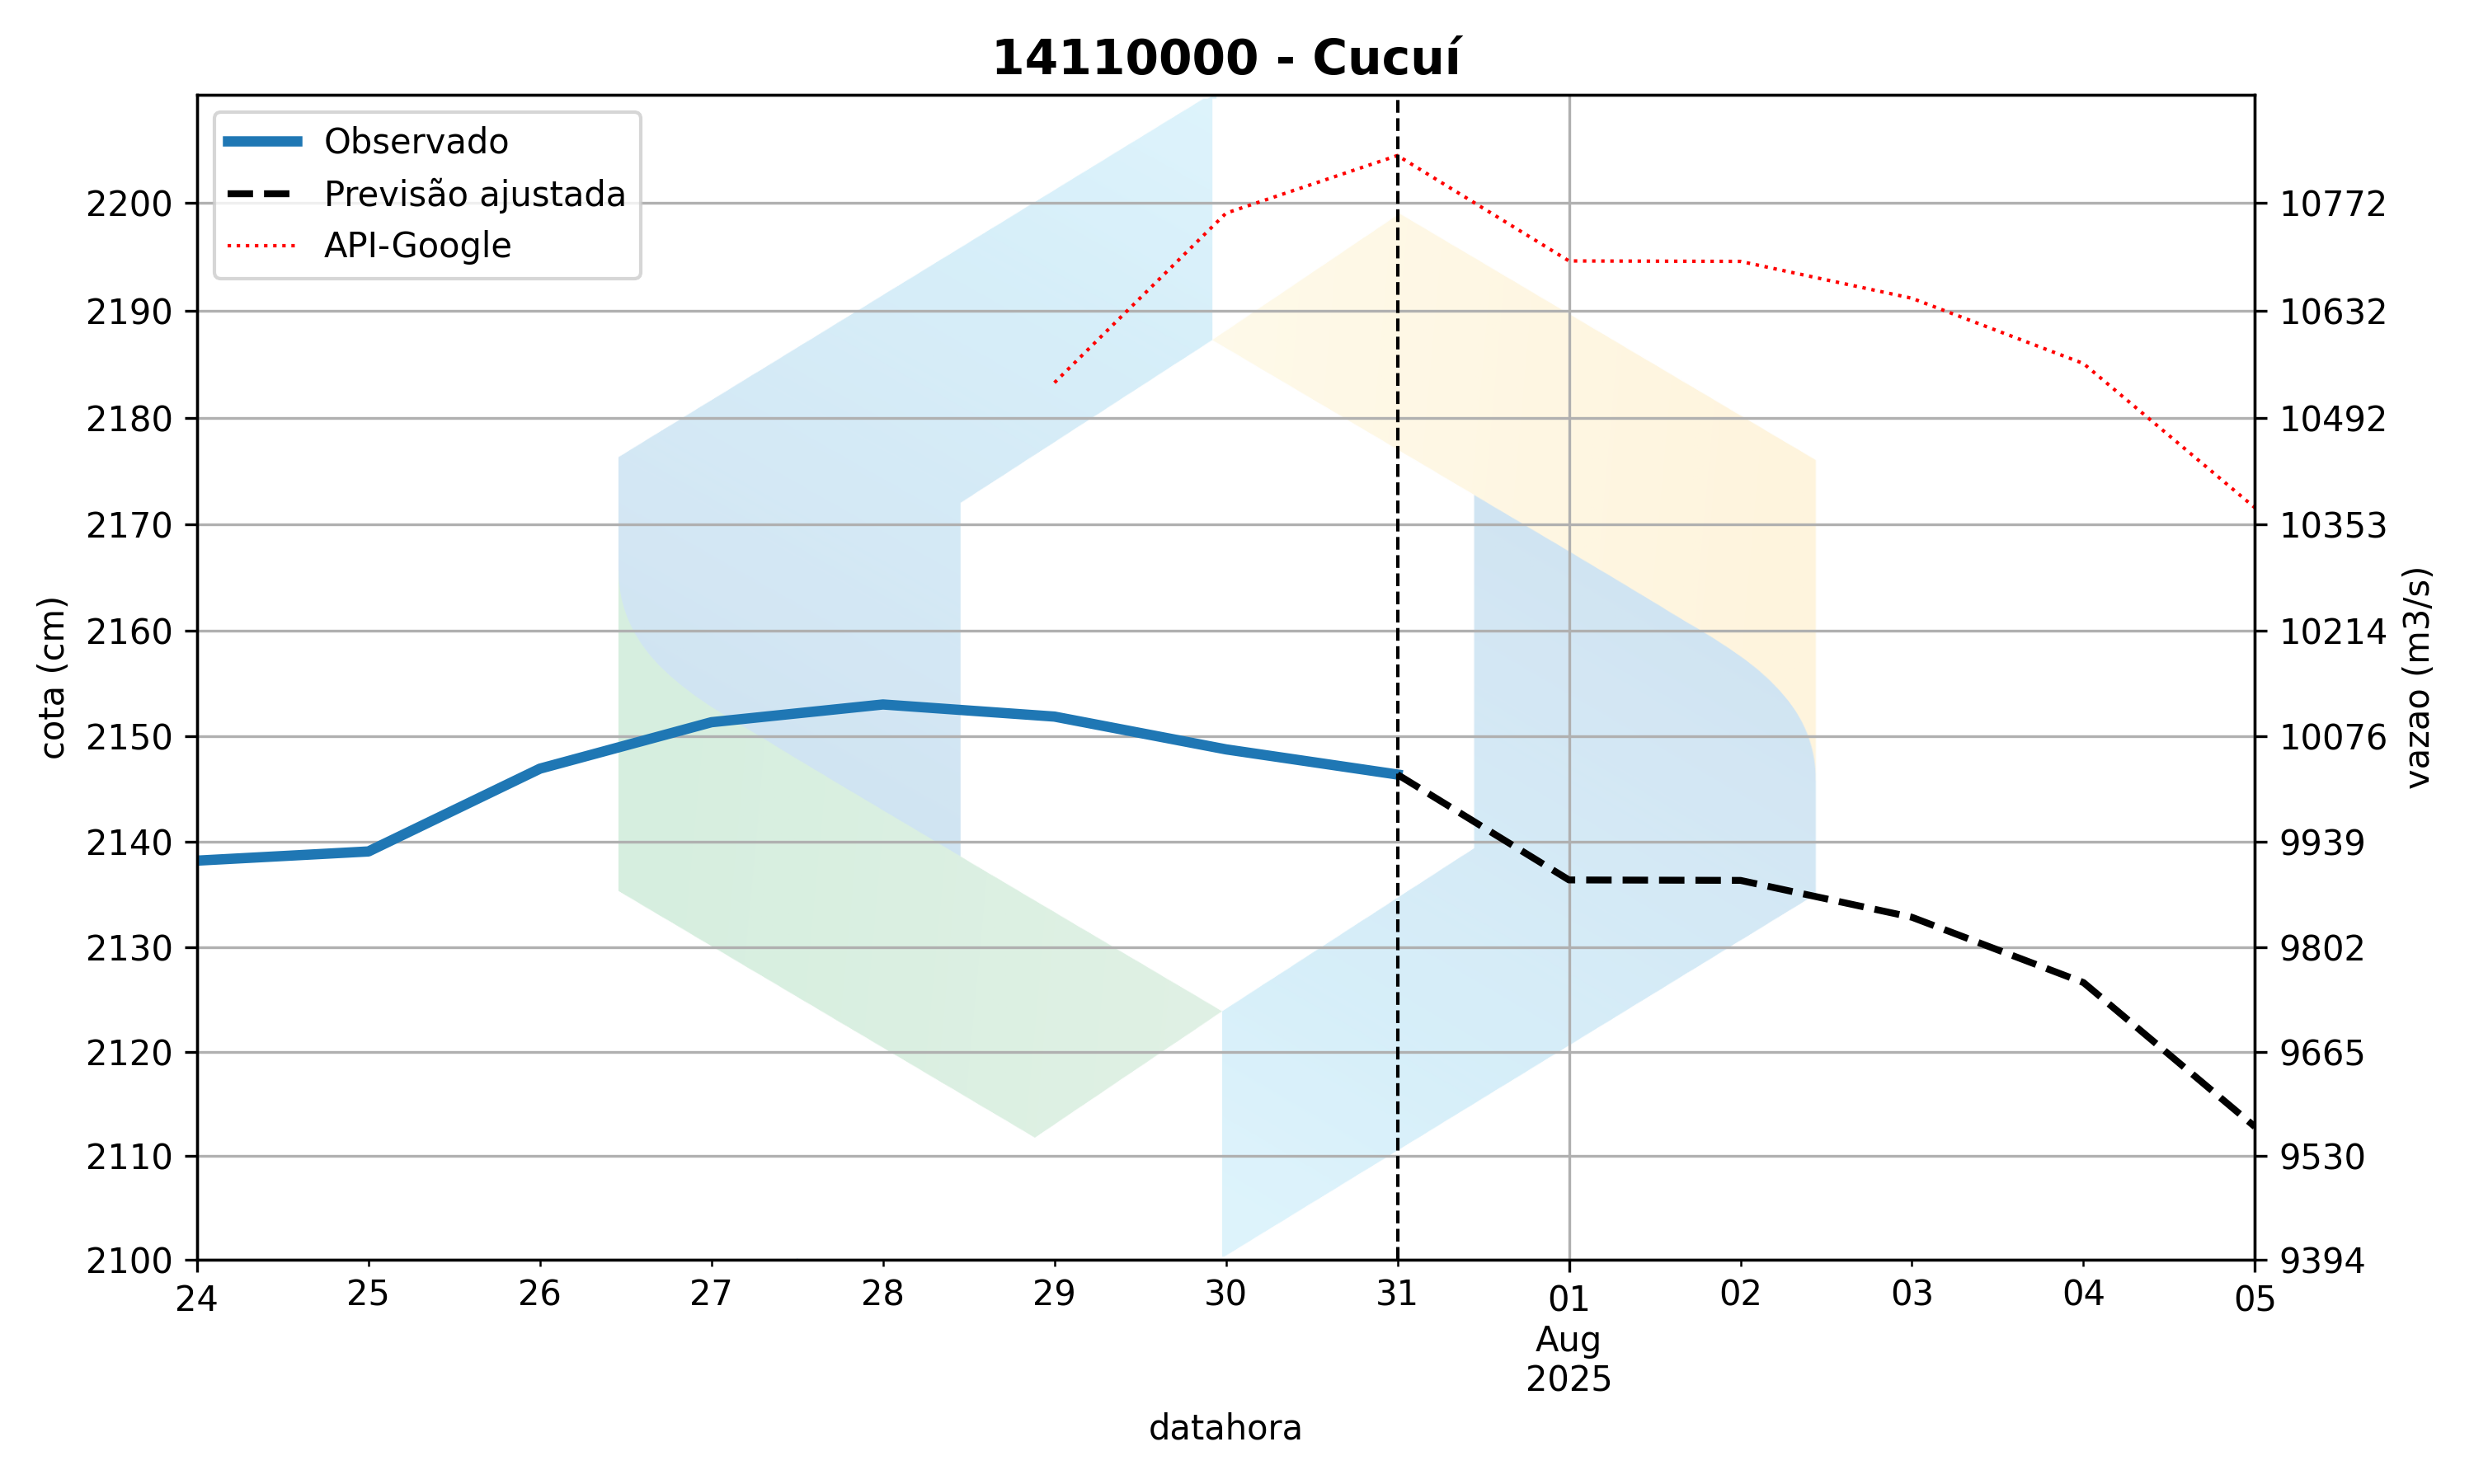 14110000 - Cucuí
Observado
Previsão ajustada
API-Google
cota (cm)
2200
2190
2180
2170
2160
2150
2140
2130
2120
2110
2100
10772
10632
10492
10353
10214
10076
9939
9802
9665
9530
9394
vazao (m3/s)
24 25 26 27 28 29 30 31 01 02 03 04 05
Aug
2025
datahora